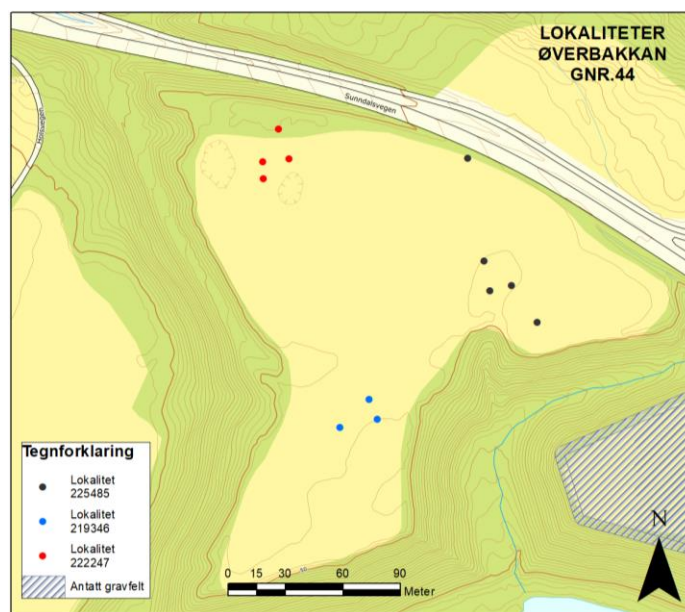 LOKALITETER
ØVERBAKKAN
GNR.44
Sunndalsvegen
Tegnforklaring
Lokalitet
225485
Lokalitet
219346
Lokalitet
222247
Antatt gravfelt
0 15 30 60 90
Meter
N